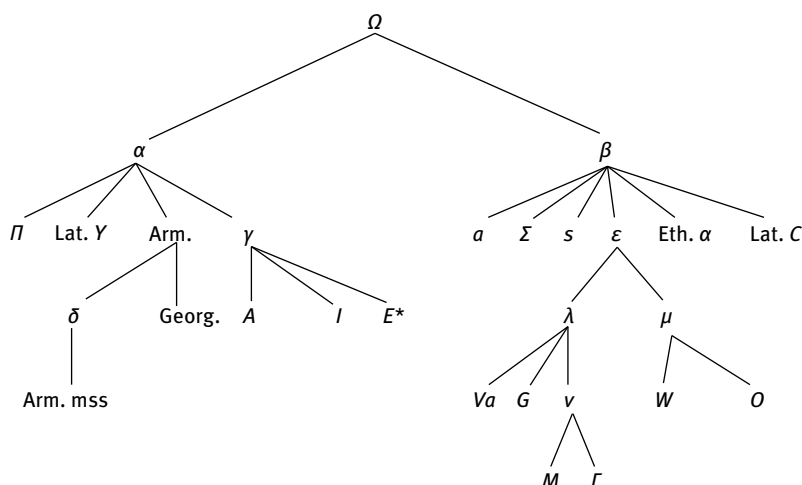 Ω
α β
Π Lat. Y Arm. γ a Σ s ε Eth. α Lat. C
δ Georg. A I E* λ μ
Arm. mss Va G ν W O
M Γ